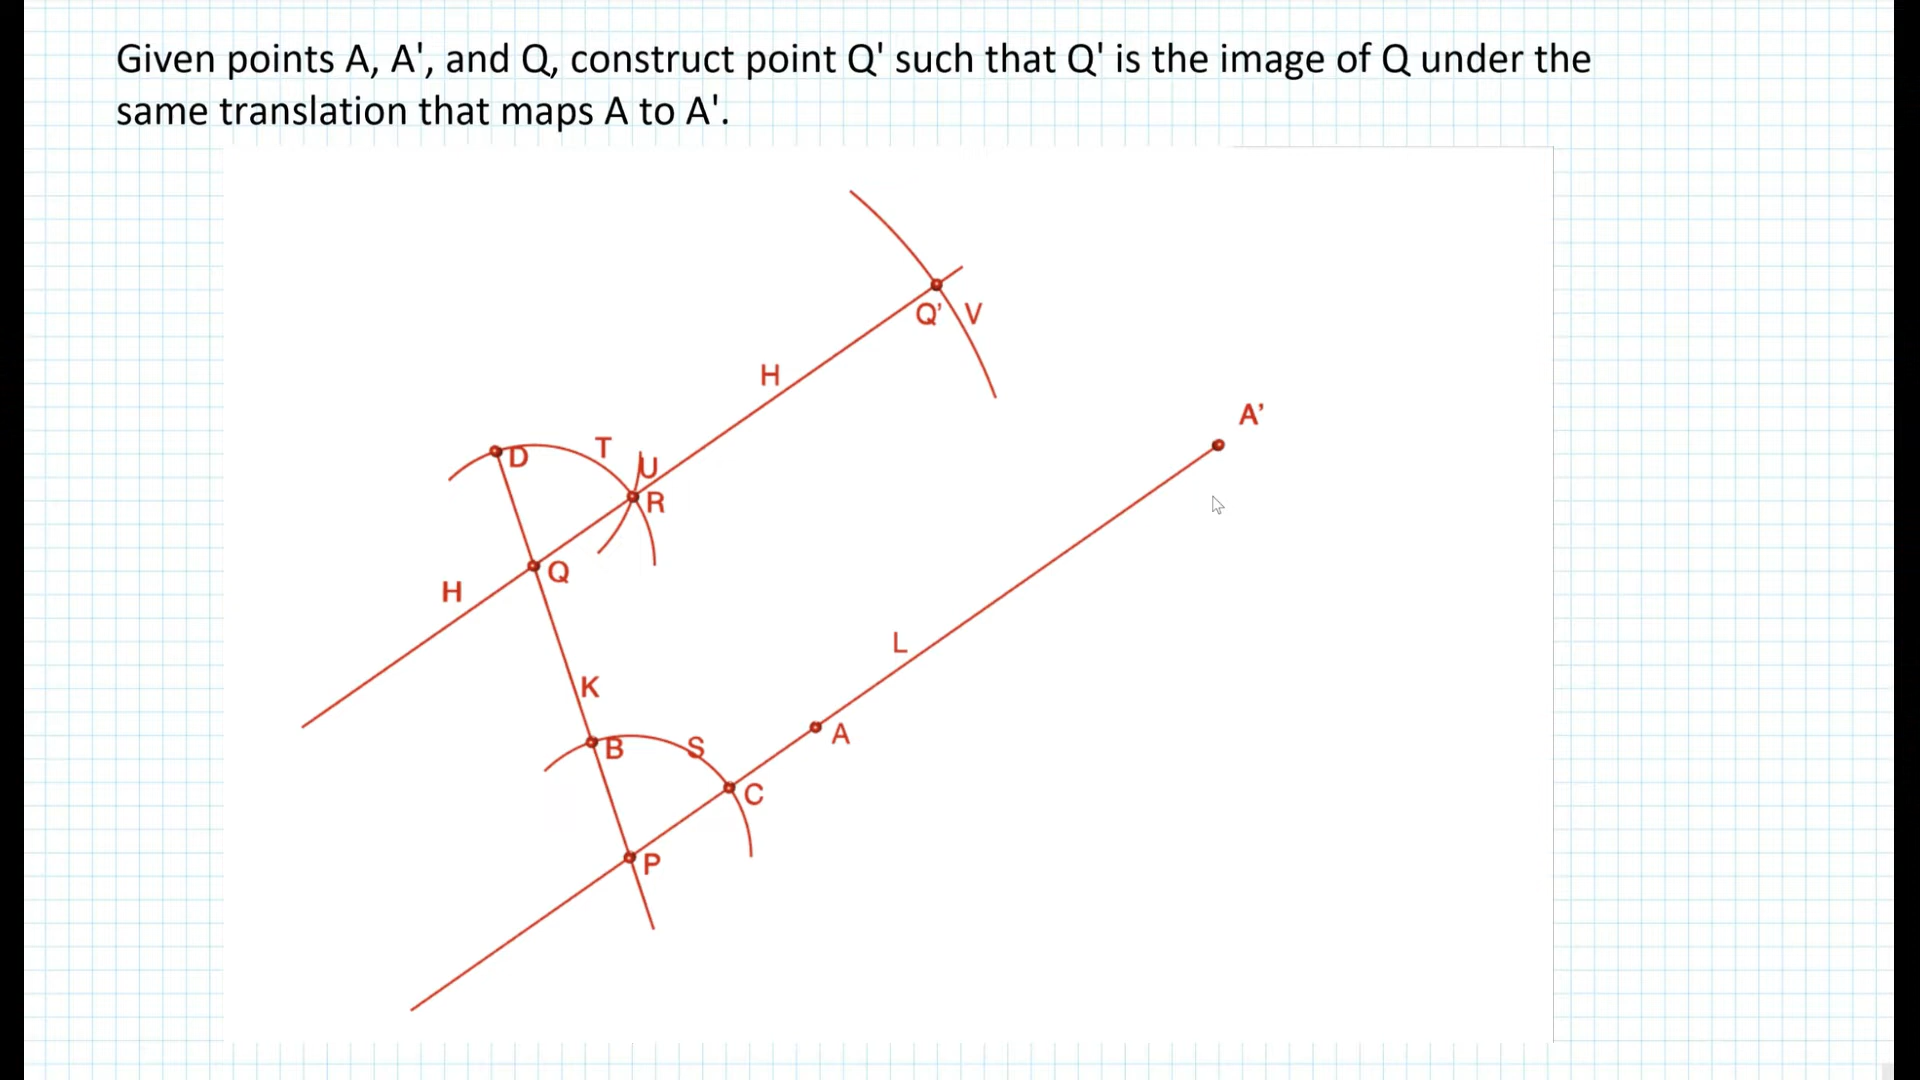 Given points A, A', and Q, construct point Q' such that Q' is the image of Q under the
same translation that maps A to A'.
Q' V
H
A'
T
D
U
R
Q
H
L
K
A
B S
C
P